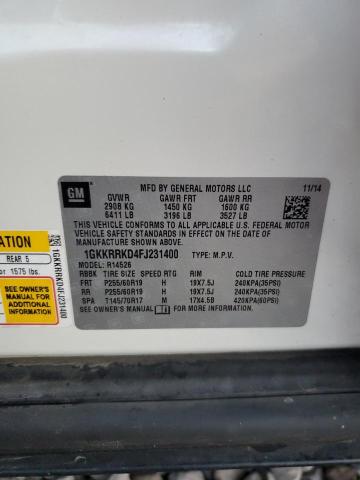 GM
MFD BY GENERAL MOTORS LLC
11/14
GVWR GAWR FRT GAWR RR
2908 KG 1450 KG 1600 KG
6411 LB 3196 LB 3527 LB
THIS VEHICLE CONFORMS TO ALL APPLICABLE U.S. FEDERAL MOTOR
VEHICLE SAFETY, BUMPER, AND THEFT PREVENTION STANDARDS
IN EFFECT ON THE DATE OF MANUFACTURE SHOWN ABOVE.
1GKKRRKD4FJ231400 TYPE: M.P.V.
MODEL: R14526
TIRE SIZE SPEED RTG RIM COLD TIRE PRESSURE
FRT P255/60R19 H 19X7.5J 240KPA(35PSI)
RR P255/60R19 H 19X7.5J 240KPA(35PSI)
SPA T145/70R17 M 17X4.5B 420KPA(60PSI)
SEE OWNER'S MANUAL FOR MORE INFORMATION.
ATION
REAR 5
or 1575 lbs.
SEE OWNER'S
MANUAL FOR
ADDITIONAL
INFORMATION
1GKKRRKD4FJ231400